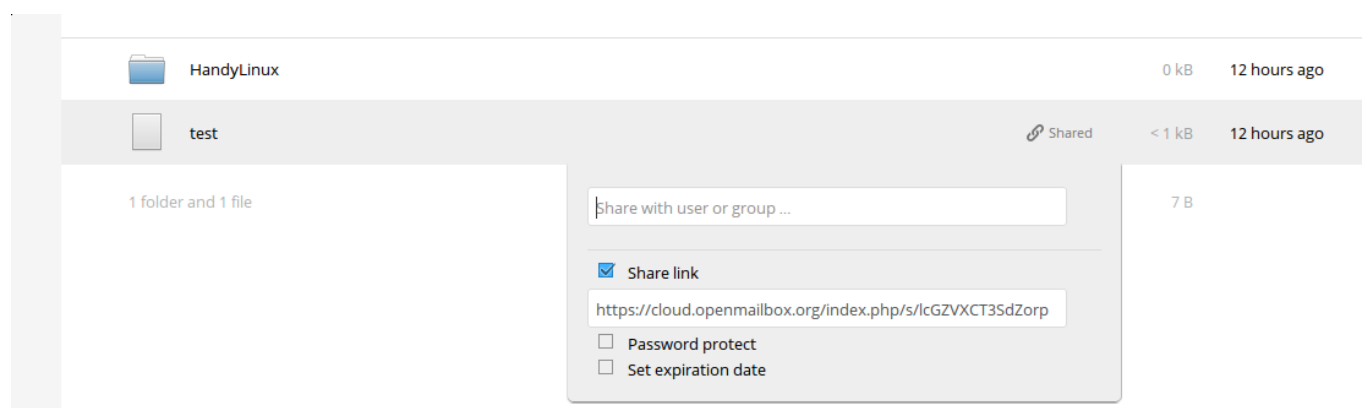 HandyLinux 0 kB 12 hours ago
test Shared < 1 kB 12 hours ago
1 folder and 1 file 7 B
Share with user or group ...
Share link
https://cloud.openmailbox.org/index.php/s/lcGZVXCT3SdZorp
Password protect
Set expiration date